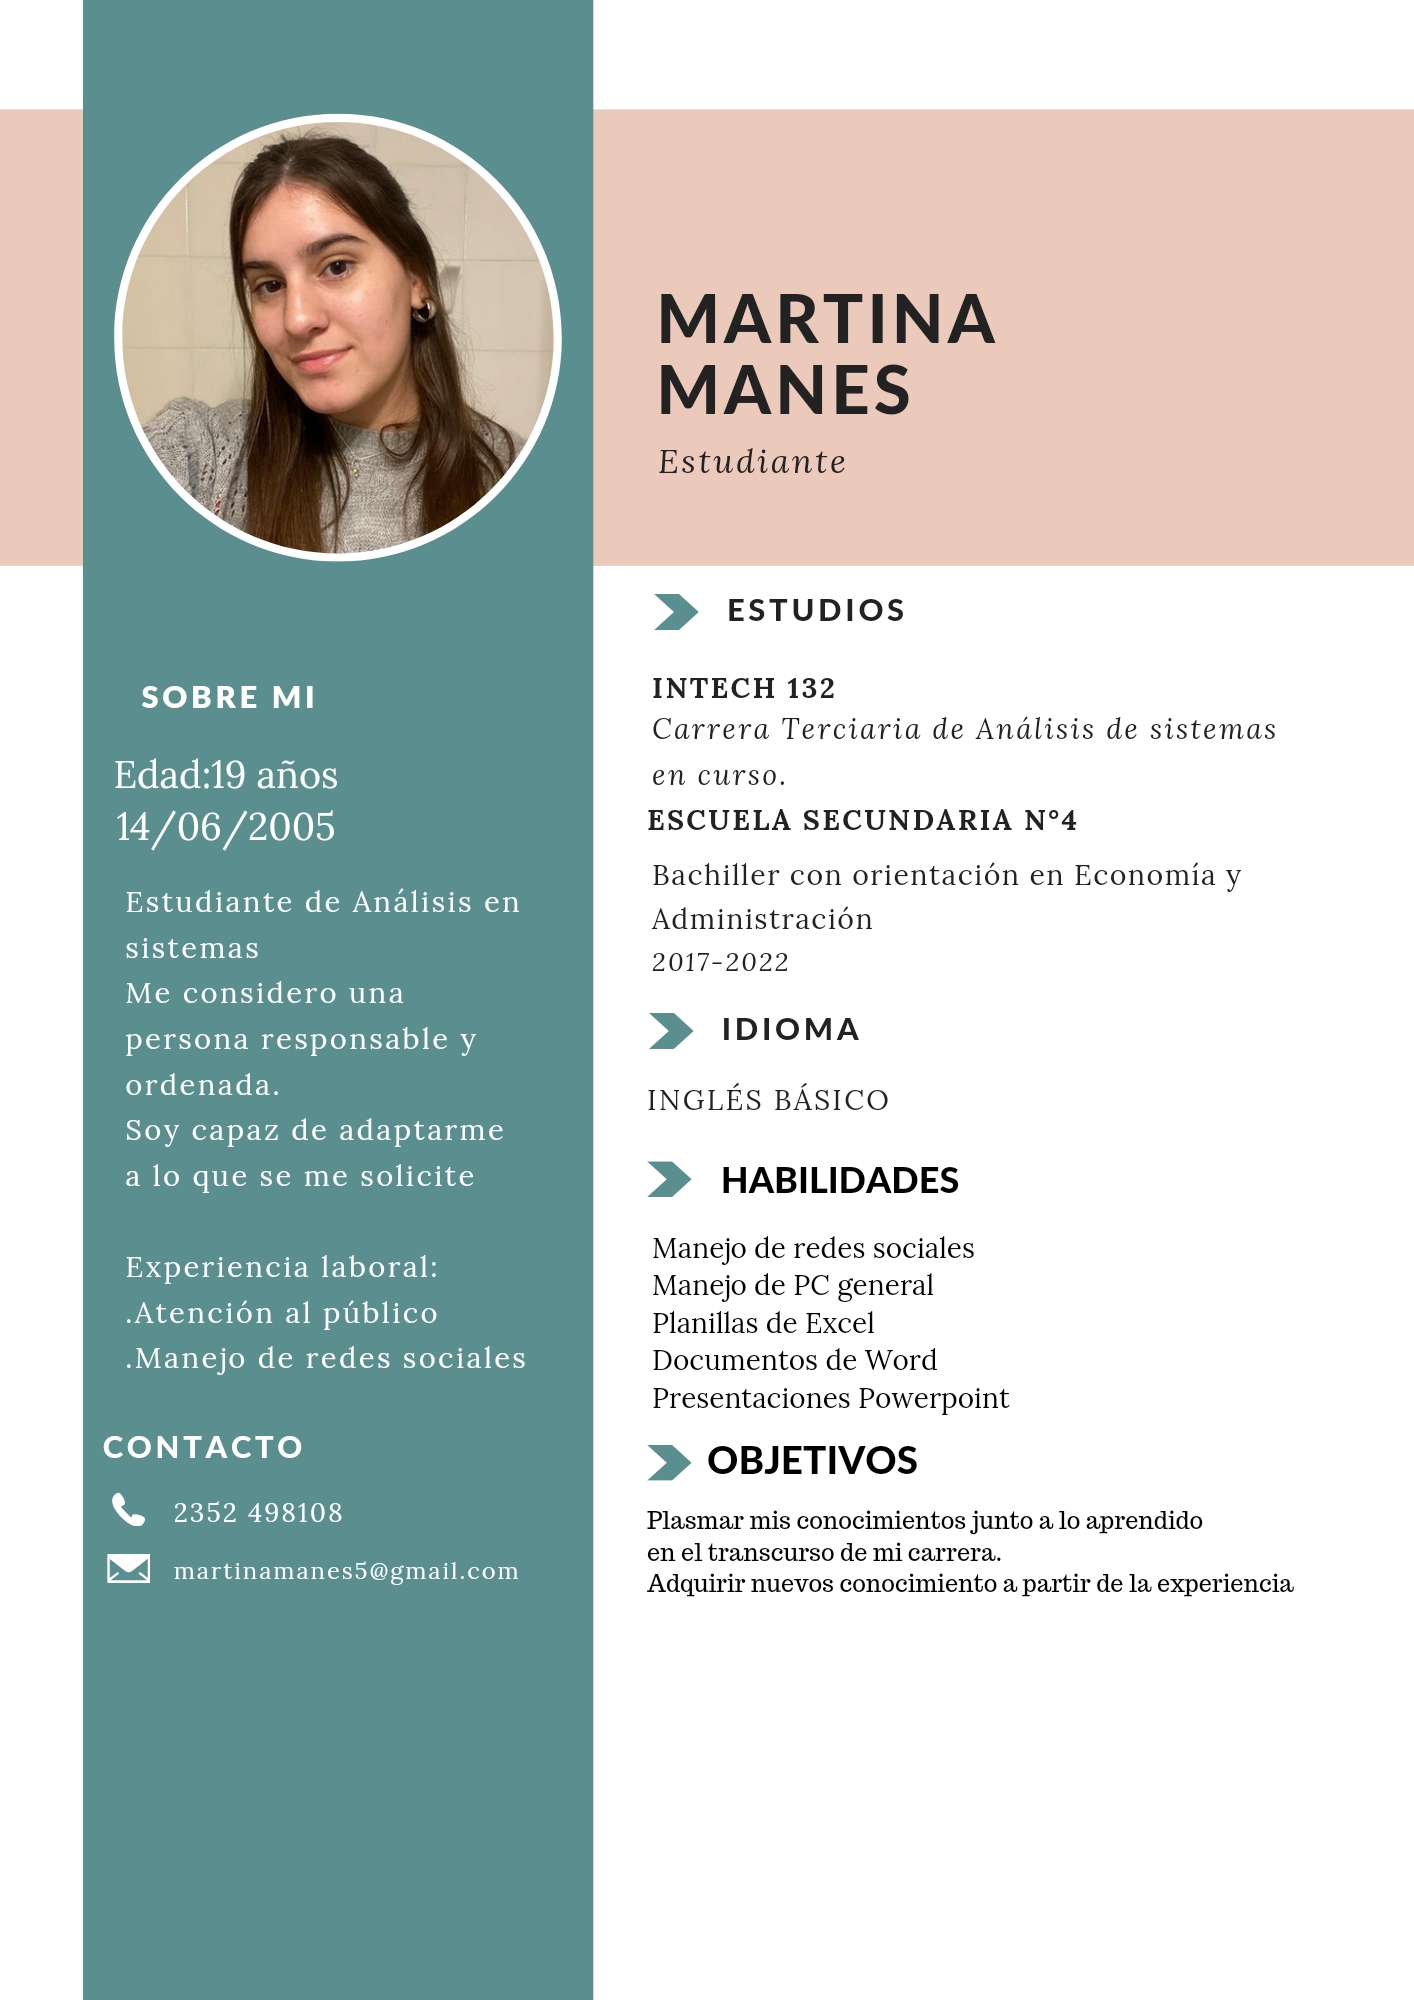 MARTINA
MANES
Estudiante
SOBRE MI
Edad:19 años
14/06/2005
Estudiante de Análisis en
sistemas
Me considero una
persona responsable y
ordenada.
Soy capaz de adaptarme
a lo que se me solicite
Experiencia laboral:
.Atención al público
.Manejo de redes sociales
CONTACTO
2352 498108
martinamanes5@gmail.com
ESTUDIOS
INTECH 132
Carrera Terciaria de Análisis de sistemas
en curso.
ESCUELA SECUNDARIA N°4
Bachiller con orientación en Economía y
Administración
2017-2022
IDIOMA
INGLÉS BÁSICO
HABILIDADES
Manejo de redes sociales
Manejo de PC general
Planillas de Excel
Documentos de Word
Presentaciones Powerpoint
OBJETIVOS
Plasmar mis conocimientos junto a lo aprendido
en el transcurso de mi carrera.
Adquirir nuevos conocimiento a partir de la experiencia